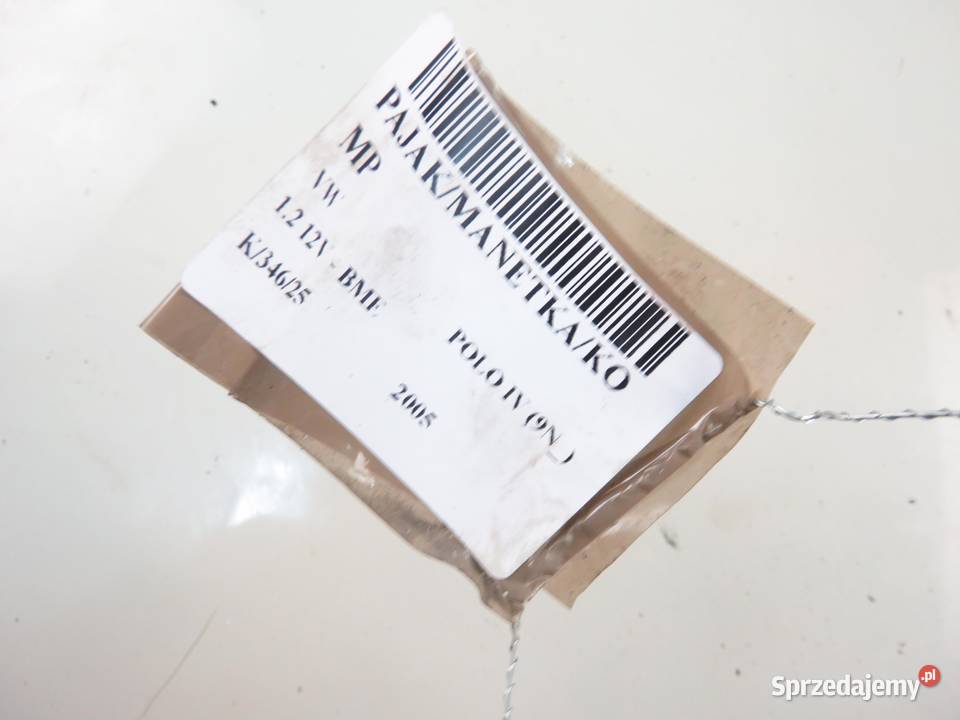 PAJAK/MANETKA/KO
MP
VW POLO IV (9N_)
1.2 12V - BME 2005
K/346/25
Sprzedajemy.pl